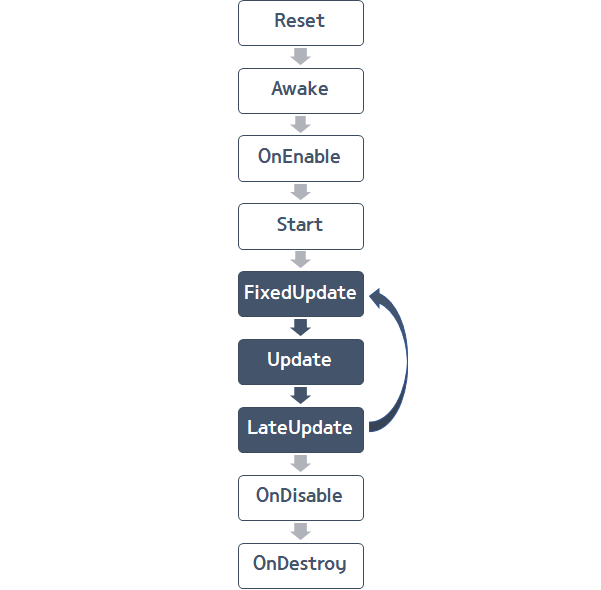 Reset
Awake
OnEnable
Start
FixedUpdate
Update
LateUpdate
OnDisable
OnDestroy